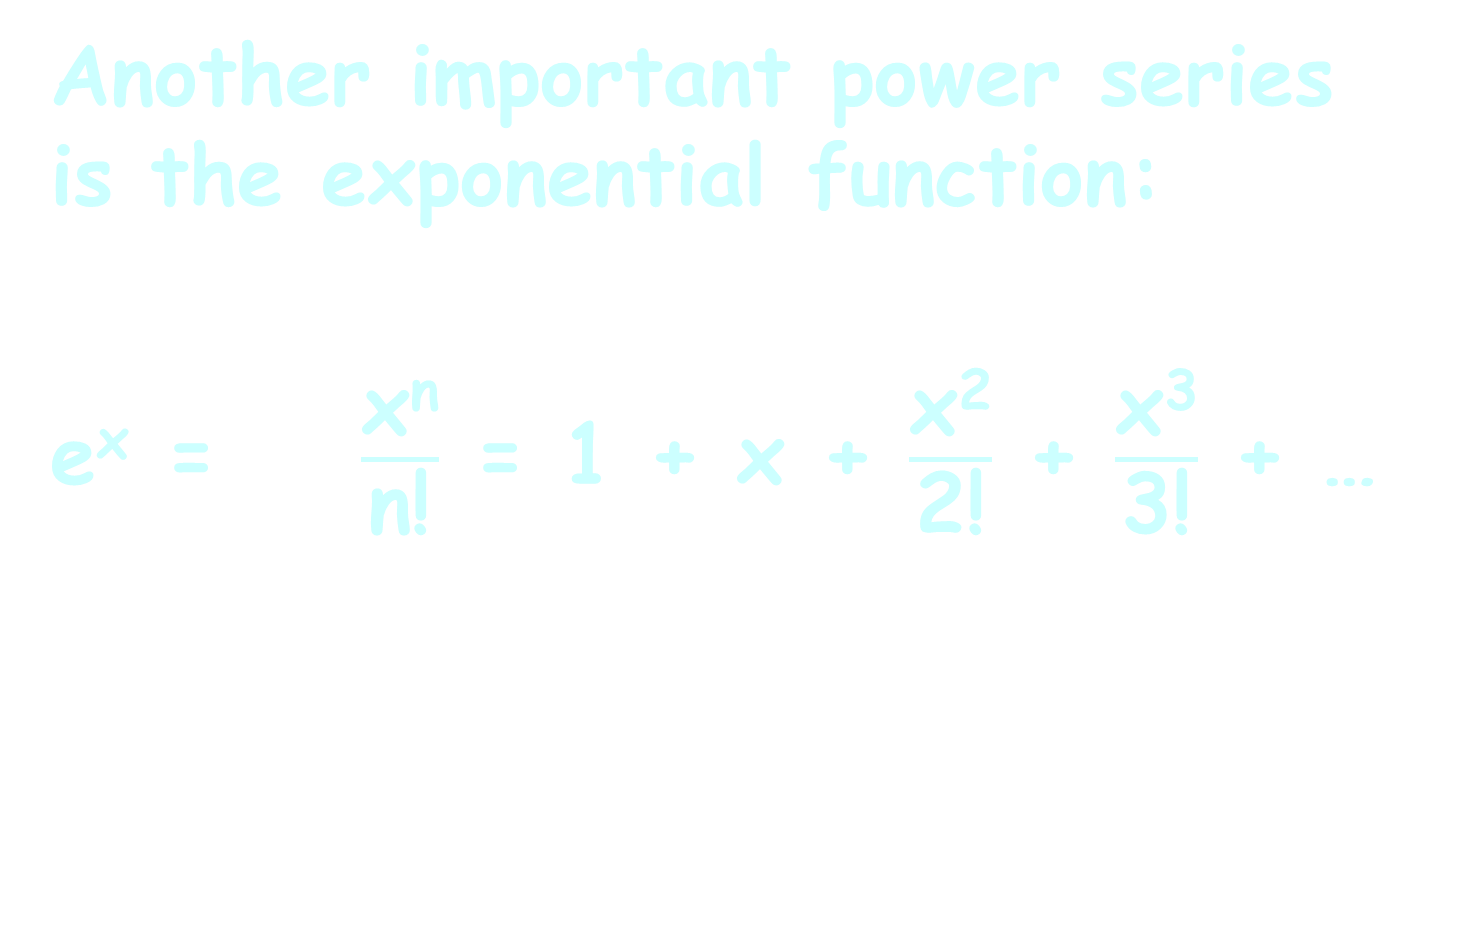 Another important power series
is the exponential function:
eˣ = xⁿ/n! = 1 + x + x²/2! + x³/3! + …